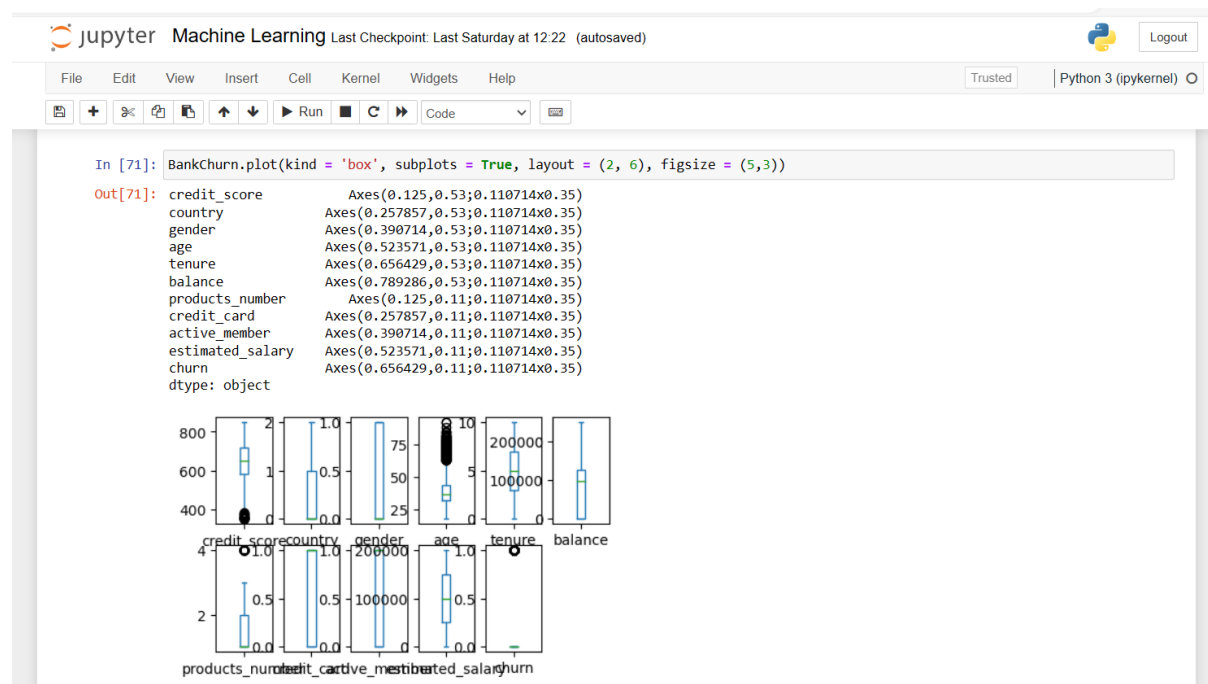 jupyter Machine Learning Last Checkpoint: Last Saturday at 12:22 (autosaved) Logout
File Edit View Insert Cell Kernel Widgets Help Trusted Python 3 (ipykernel)
Run Code
In [71]: BankChurn.plot(kind = 'box', subplots = True, layout = (2, 6), figsize = (5,3))
Out[71]: credit_score Axes(0.125,0.53;0.110714x0.35)
country Axes(0.257857,0.53;0.110714x0.35)
gender Axes(0.390714,0.53;0.110714x0.35)
age Axes(0.523571,0.53;0.110714x0.35)
tenure Axes(0.656429,0.53;0.110714x0.35)
balance Axes(0.789286,0.53;0.110714x0.35)
products_number Axes(0.125,0.11;0.110714x0.35)
credit_card Axes(0.257857,0.11;0.110714x0.35)
active_member Axes(0.390714,0.11;0.110714x0.35)
estimated_salary Axes(0.523571,0.11;0.110714x0.35)
churn Axes(0.656429,0.11;0.110714x0.35)
dtype: object
800 2 1.0 75 10 200000
600 1 0.5 50 5 100000
400 0 0.0 25 0 0
credit_score country gender age tenure balance
4 1.0 1.0 200000 1.0
2 0.5 0.5 100000 0.5
0.0 0.0 0 0.0
products_number credit_card active_member estimated_salary churn